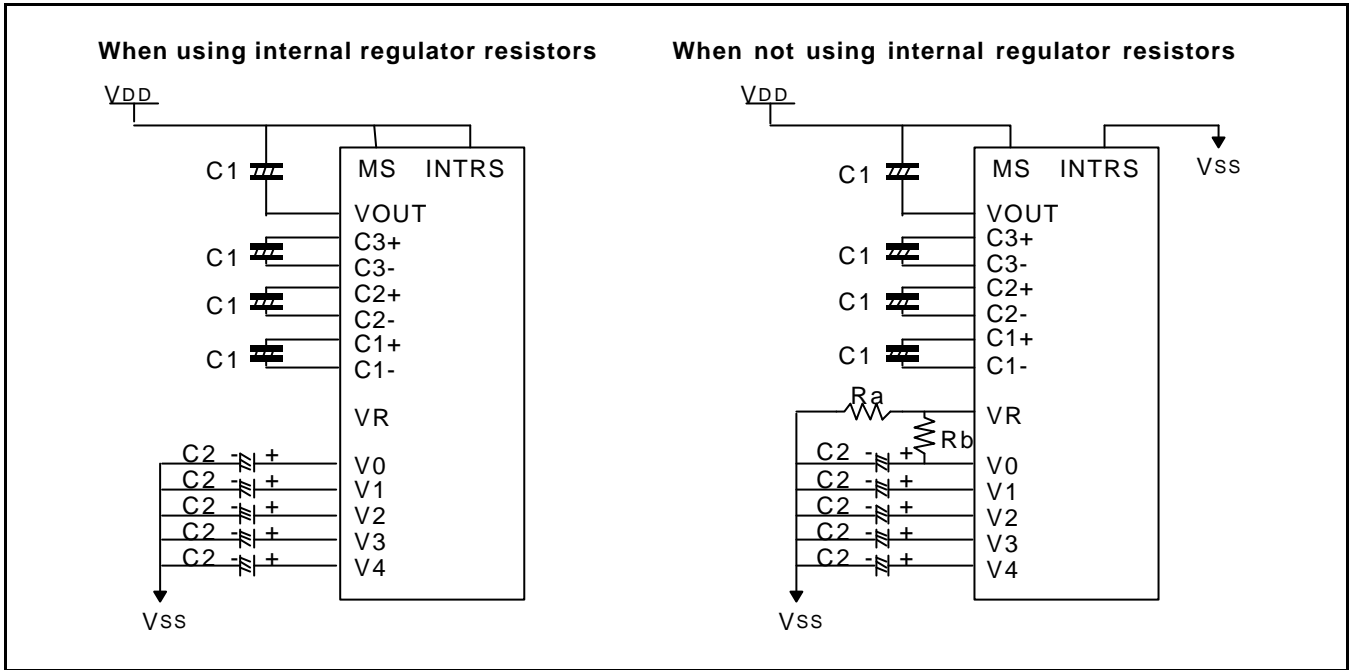 When using internal regulator resistors
VDD
C1
MS INTRS
VOUT
C1
C3+
C3-
C1
C2+
C2-
C1
C1+
C1-
VR
C2 - +
V0
C2 - +
V1
C2 - +
V2
C2 - +
V3
C2 - +
V4
VSS
When not using internal regulator resistors
VDD
C1
MS INTRS
VSS
VOUT
C1
C3+
C3-
C1
C2+
C2-
C1
C1+
C1-
Ra
VR
Rb
C2 - +
V0
C2 - +
V1
C2 - +
V2
C2 - +
V3
C2 - +
V4
VSS